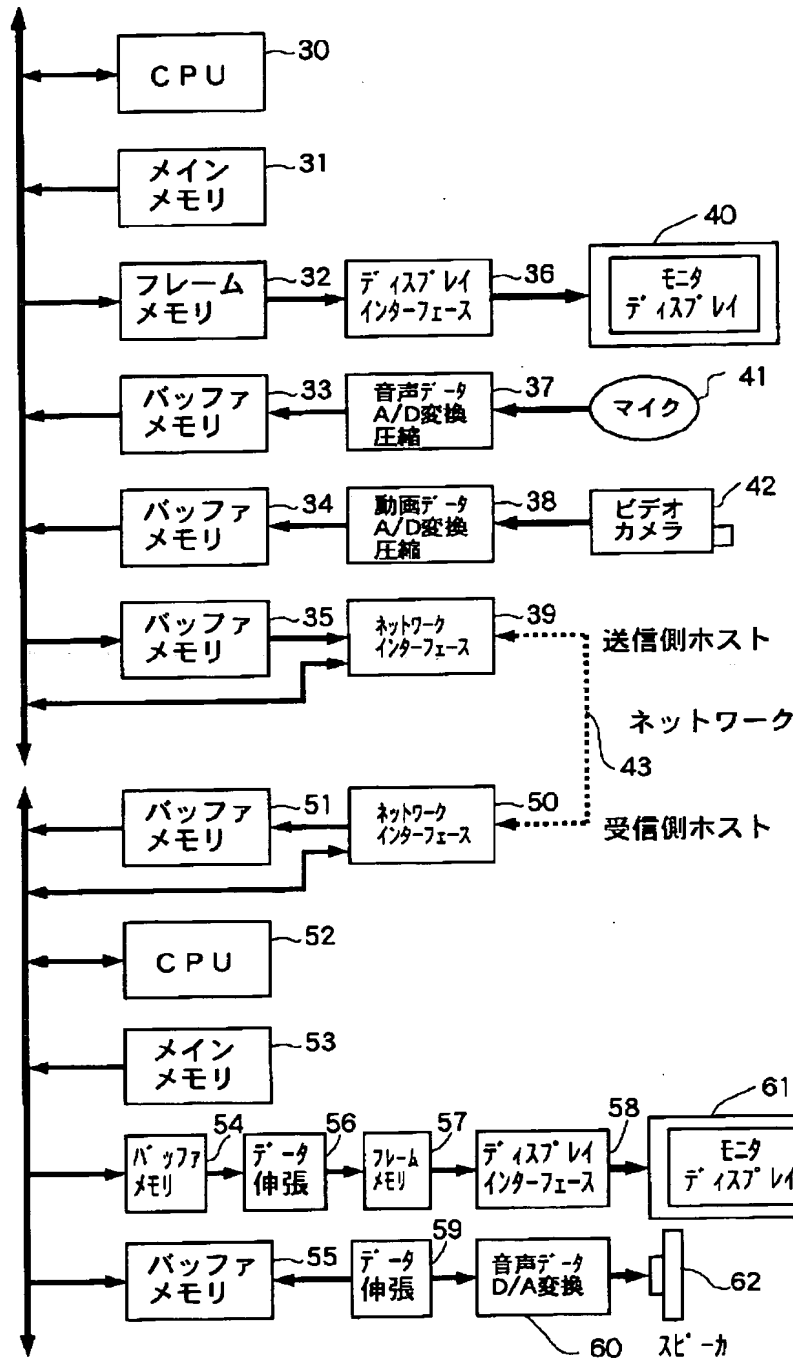 CPU
30
メイン
メモリ
31
フレーム
メモリ
32
ディスプレイ
インターフェース
36
モニタ
ディスプレイ
40
バッファ
メモリ
33
音声データ
A/D変換
圧縮
37
マイク
41
バッファ
メモリ
34
動画データ
A/D変換
圧縮
38
ビデオ
カメラ
42
バッファ
メモリ
35
ネットワーク
インターフェース
39
送信側ホスト
ネットワーク
43
バッファ
メモリ
51
ネットワーク
インターフェース
50
受信側ホスト
CPU
52
メイン
メモリ
53
バッファ
メモリ
54
データ
伸張
56
フレーム
メモリ
57
ディスプレイ
インターフェース
58
モニタ
ディスプレイ
61
バッファ
メモリ
55
データ
伸張
59
音声データ
D/A変換
60
62
スピーカ